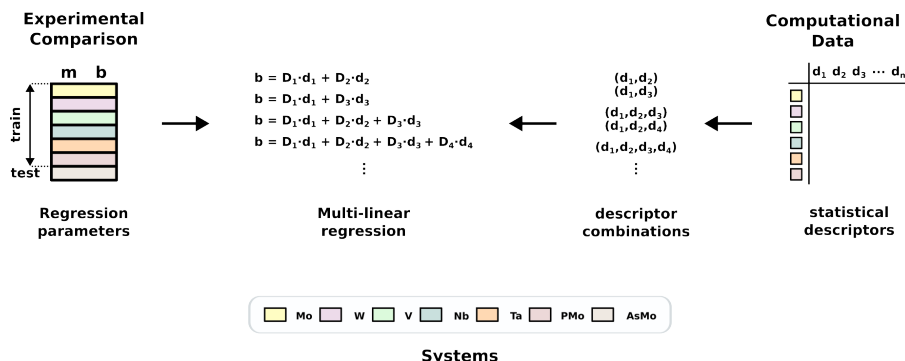 Experimental
Comparison
m b
train
test
Regression
parameters
b = D₁·d₁ + D₂·d₂
b = D₁·d₁ + D₃·d₃
b = D₁·d₁ + D₂·d₂ + D₃·d₃
b = D₁·d₁ + D₂·d₂ + D₃·d₃ + D₄·d₄
⋮
Multi-linear
regression
(d₁,d₂)
(d₁,d₃)
(d₁,d₂,d₃)
(d₁,d₂,d₄)
(d₁,d₂,d₃,d₄)
⋮
descriptor
combinations
Computational
Data
d₁ d₂ d₃ ··· dₙ
statistical
descriptors
Mo W V Nb Ta PMo AsMo
Systems